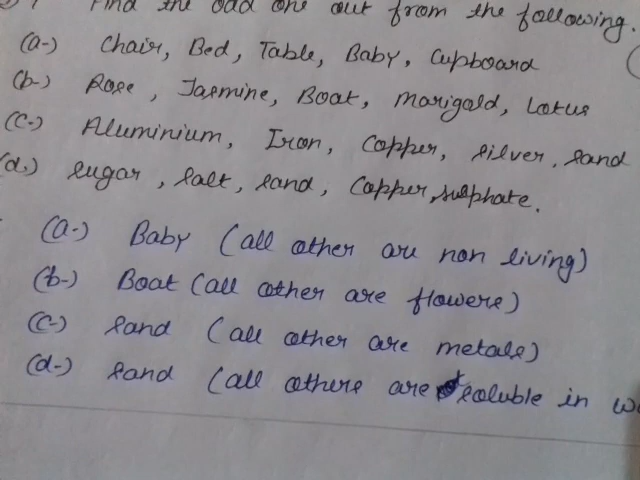 Find the odd one out from the following.
(a-) Chair, Bed, Table, Baby, Cupboard
(b-) Rose, Jasmine, Boat, Marigold, Lotus
(C-) Aluminium, Iron, Copper, silver, sand
(d.) sugar, salt, sand, Copper sulphate.
(a-) Baby (all other are non living)
(b-) Boat (all other are flowers)
(C-) sand (all other are metals)
(d-) sand (all others are soluble in